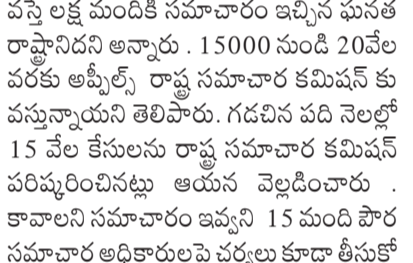 వస్తే లక్ష మందికి సమాచారం ఇచ్చిన ఘనత
రాష్ట్రానిదని అన్నారు . 15000 నుండి 20వేల
వరకు అప్పీల్స్ రాష్ట్ర సమాచార కమిషన్ కు
వస్తున్నాయని తెలిపారు. గడచిన పది నెలల్లో
15 వేల కేసులను రాష్ట్ర సమాచార కమిషన్
పరిష్కరించినట్లు ఆయన వెల్లడించారు .
కావాలని సమాచారం ఇవ్వని 15 మంది పౌర
సమాచార అధికారులపై చర్యలు కూడా తీసుకో